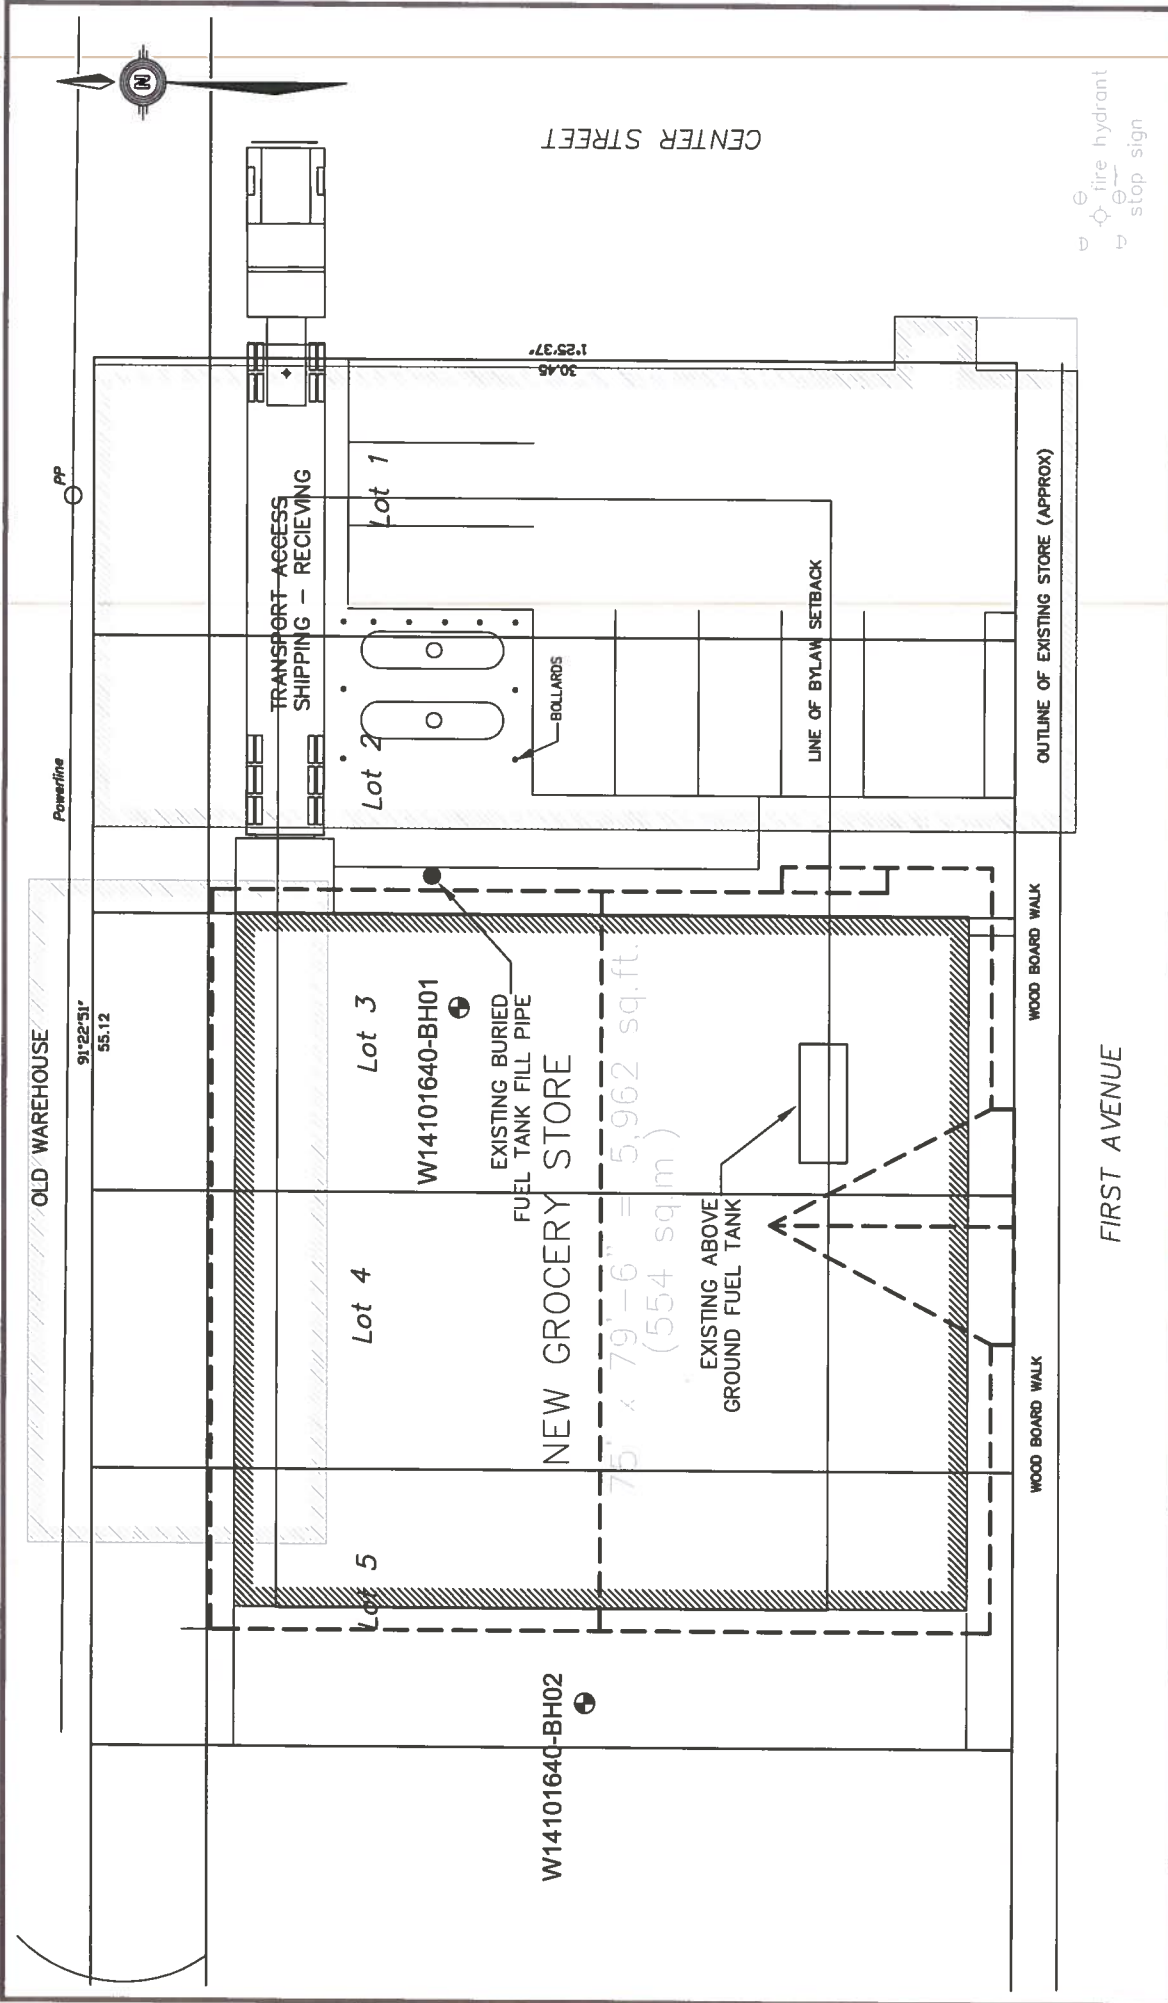 N
CENTER STREET
fire hydrant
stop sign
1°25'37"
30.45
PP
Powerline
TRANSPORT ACCESS
SHIPPING - RECIEVING
Lot 1
Lot 2
BOLLARDS
LINE OF BYLAW SETBACK
OUTLINE OF EXISTING STORE (APPROX)
OLD WAREHOUSE
91°22'51"
55.12
Lot 3
W14101640-BH01
EXISTING BURIED
FUEL TANK FILL PIPE
NEW GROCERY STORE
75' x 79'-6" = 5,962 sq.ft.
(554 sq.m )
EXISTING ABOVE
GROUND FUEL TANK
Lot 4
Lot 5
W14101640-BH02
WOOD BOARD WALK
WOOD BOARD WALK
FIRST AVENUE